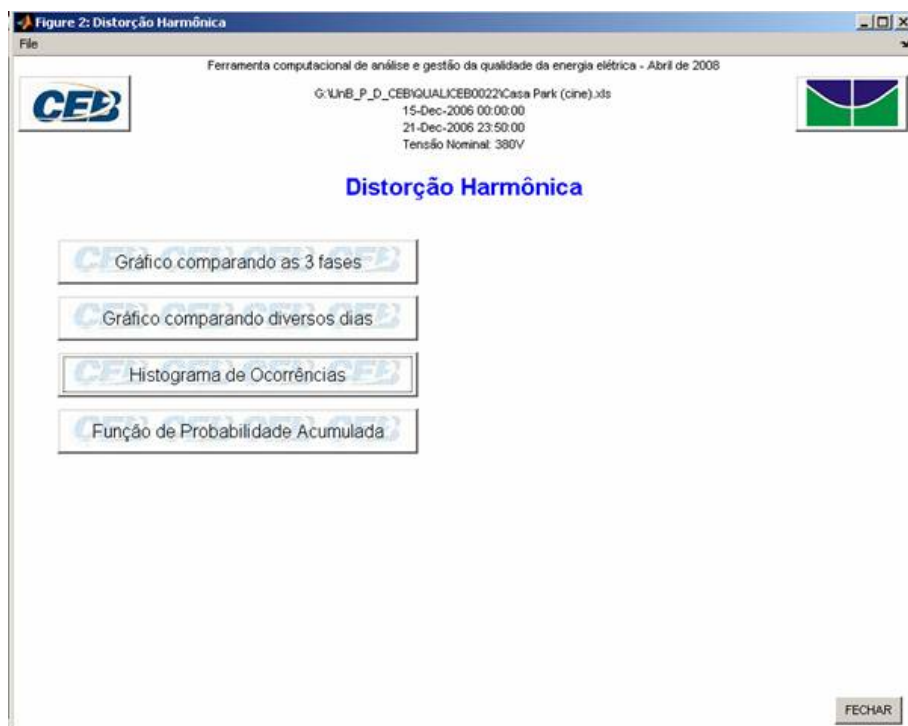 Figure 2: Distorção Harmônica
File
Ferramenta computacional de análise e gestão da qualidade da energia elétrica - Abril de 2008
CEB
G:\UnB_P_D_CEB\QUALICEB0022\Casa Park (cine).xls
15-Dec-2006 00:00:00
21-Dec-2006 23:50:00
Tensão Nominal: 380V
Distorção Harmônica
Gráfico comparando as 3 fases
Gráfico comparando diversos dias
Histograma de Ocorrências
Função de Probabilidade Acumulada
FECHAR